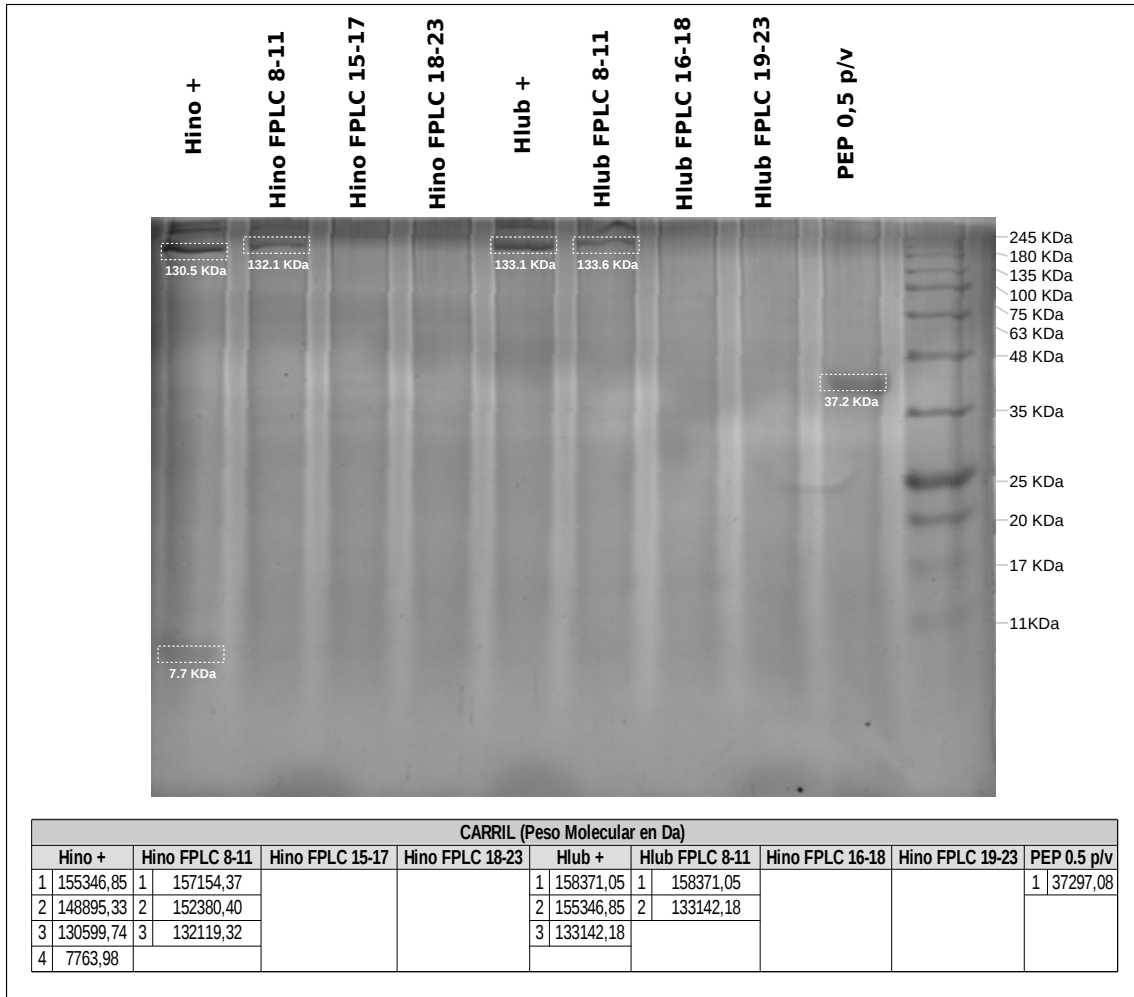 Hino +
Hino FPLC 8-11
Hino FPLC 15-17
Hino FPLC 18-23
Hlub +
Hlub FPLC 8-11
Hlub FPLC 16-18
Hlub FPLC 19-23
PEP 0,5 p/v
130.5 KDa
132.1 KDa
133.1 KDa
133.6 KDa
37.2 KDa
7.7 KDa
245 KDa
180 KDa
135 KDa
100 KDa
75 KDa
63 KDa
48 KDa
35 KDa
25 KDa
20 KDa
17 KDa
11KDa
CARRIL (Peso Molecular en Da)
Hino + Hino FPLC 8-11 Hino FPLC 15-17 Hino FPLC 18-23 Hlub + Hlub FPLC 8-11 Hino FPLC 16-18 Hino FPLC 19-23 PEP 0.5 p/v
1 155346,85 1 157154,37 1 158371,05 1 158371,05 1 37297,08
2 148895,33 2 152380,40 2 155346,85 2 133142,18
3 130599,74 3 132119,32 3 133142,18
4 7763,98